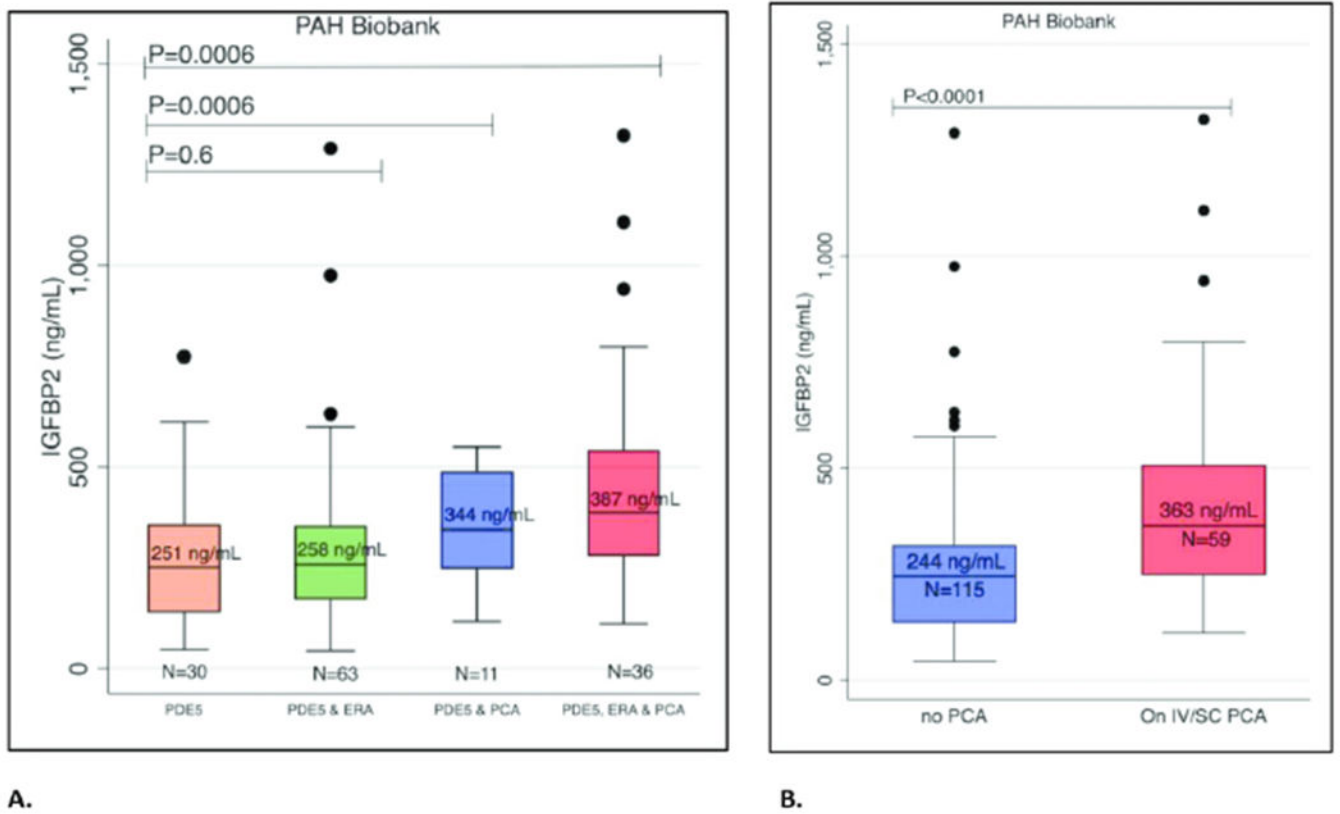 PAH Biobank
P=0.0006
P=0.0006
P=0.6
IGFBP2 (ng/mL)
1,500
1,000
500
0
251 ng/mL
258 ng/mL
344 ng/mL
387 ng/mL
N=30
N=63
N=11
N=36
PDE5
PDE5 & ERA
PDE5 & PCA
PDE5, ERA & PCA
A.
PAH Biobank
P<0.0001
IGFBP2 (ng/mL)
1,500
1,000
500
0
244 ng/mL
N=115
363 ng/mL
N=59
no PCA
On IV/SC PCA
B.